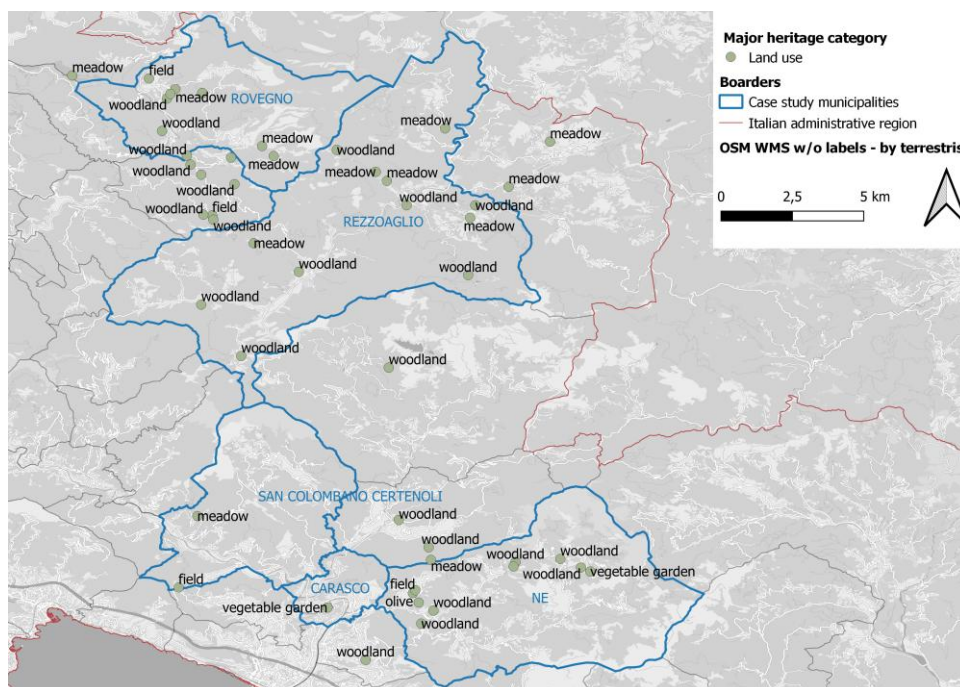 Major heritage category
Land use
Boarders
Case study municipalities
Italian administrative region
OSM WMS w/o labels - by terrestris
0 2,5 5 km
meadow
field
woodland
meadow
ROVEGNO
woodland
meadow
meadow
woodland
woodland
meadow
woodland
meadow
meadow
woodland
meadow
woodland
woodland
field
woodland
woodland
meadow
REZZOAGLIO
meadow
woodland
woodland
woodland
woodland
woodland
SAN COLOMBANO CERTENOLI
meadow
woodland
woodland
meadow
woodland
woodland
woodland
vegetable garden
field
CARASCO
field
olive
NE
vegetable garden
woodland
woodland
woodland